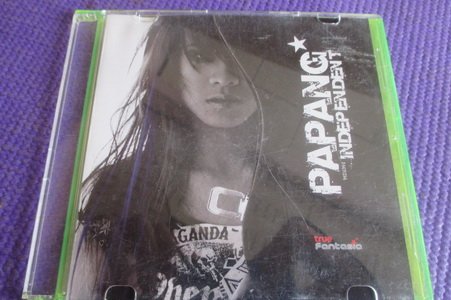 PAPANG
INDEPENDENT
true
Fantasia
GANDA